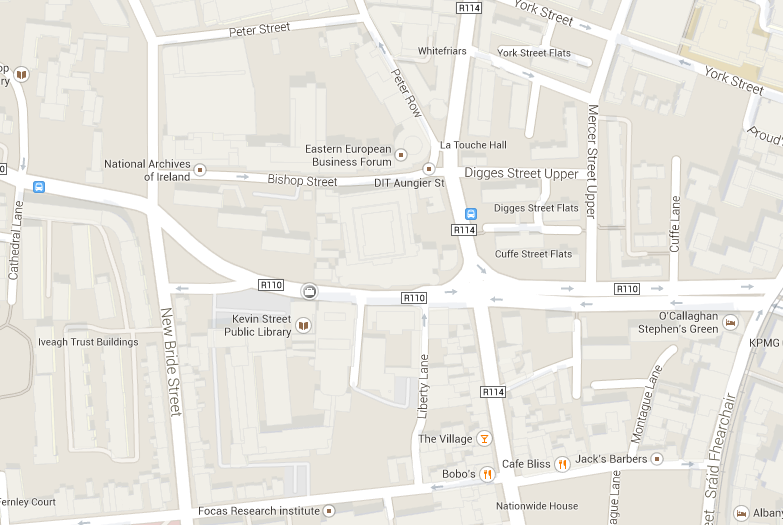 R114
York Street
Peter Street
Whitefriars
York Street Flats
York Street
Peter Row
Mercer Street Upper
Proud'
La Touche Hall
Eastern European
Business Forum
National Archives
of Ireland
Bishop Street
DIT Aungier St
Digges Street Upper
Cathedral Lane
Digges Street Flats
Cuffe Lane
R114
Cuffe Street Flats
R110
R110
R110
O'Callaghan
Stephen's Green
Kevin Street
Public Library
New Bride Street
Iveagh Trust Buildings
KPMG
Liberty Lane
R114
Montague Lane
The Village
Bobo's
Cafe Bliss
Jack's Barbers
ague Lane
et . Sráid Fhearchair
Fernley Court
Focas Research institute
Nationwide House
Albany